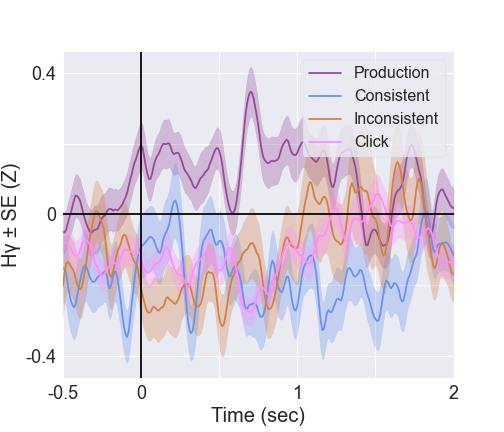 Production
Consistent
Inconsistent
Click
0.4
0
-0.4
Hγ ± SE (Z)
-0.5
0
1
2
Time (sec)